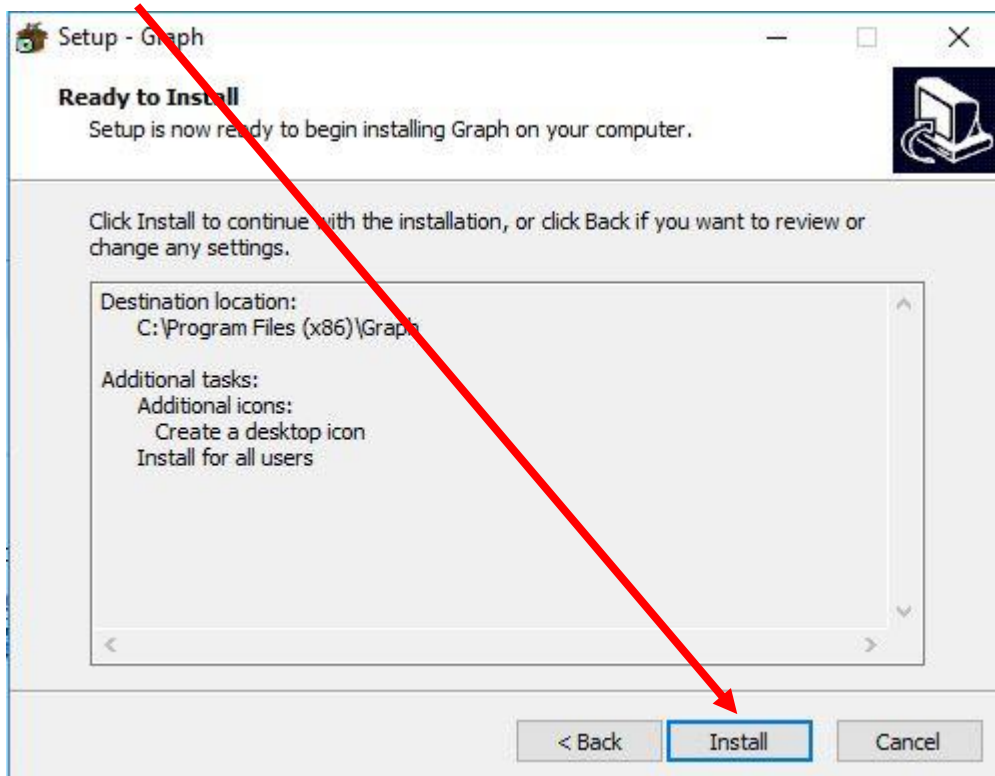 Setup - Graph
Ready to Install
Setup is now ready to begin installing Graph on your computer.
Click Install to continue with the installation, or click Back if you want to review or
change any settings.
Destination location:
C:\Program Files (x86)\Graph
Additional tasks:
Additional icons:
Create a desktop icon
Install for all users
< Back Install Cancel